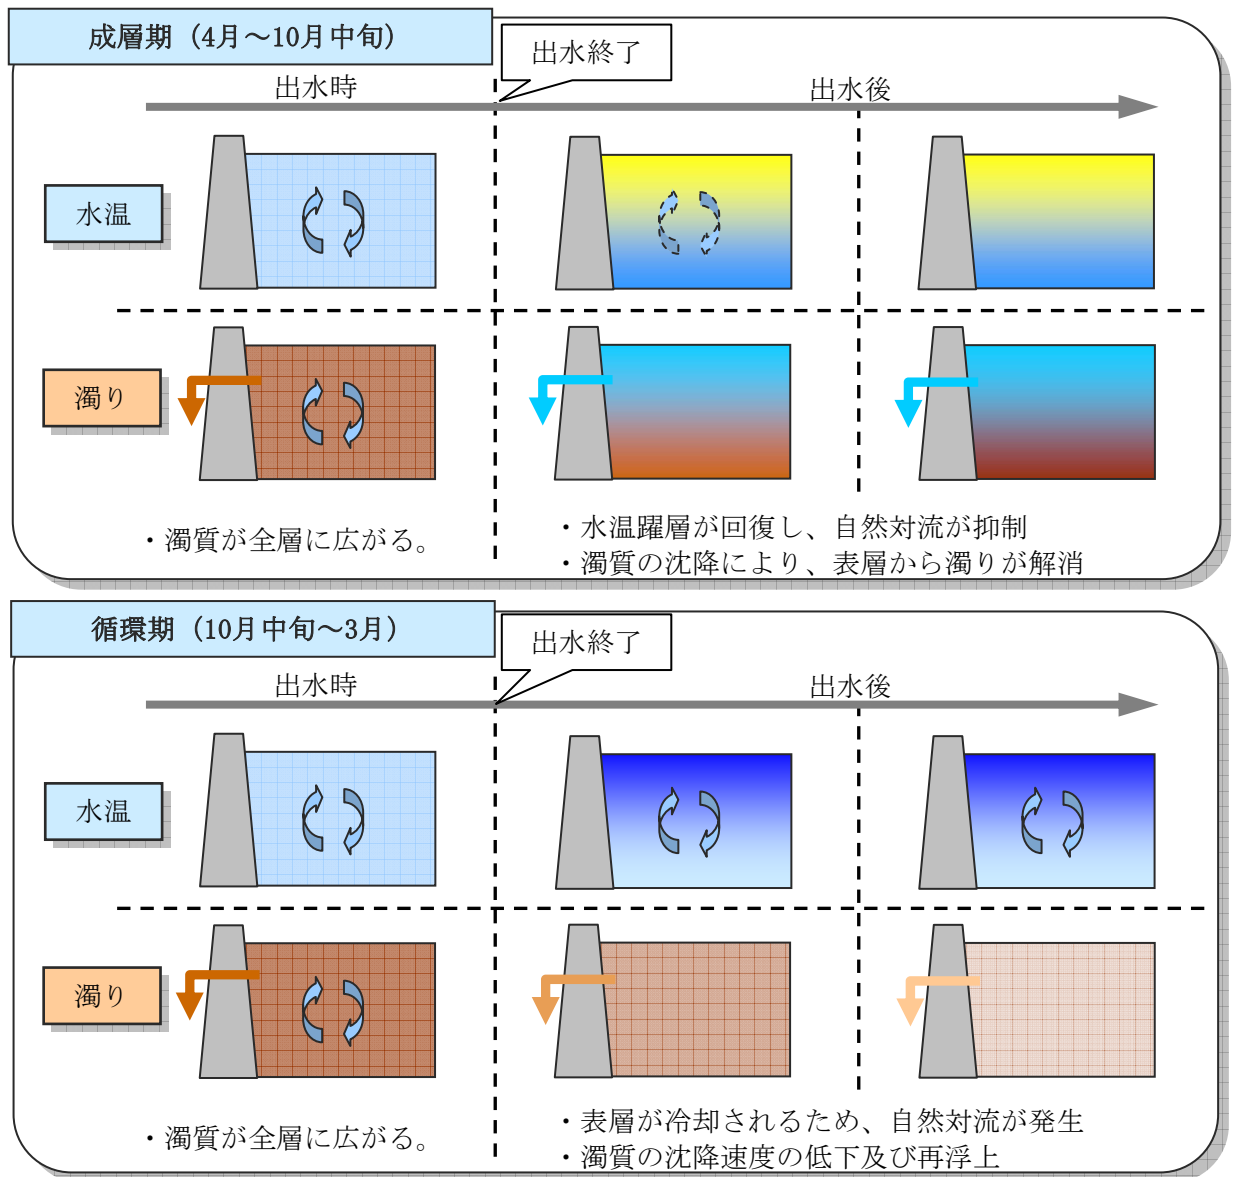 成層期（4月～10月中旬）
出水終了
出水時
出水後
水温
濁り
・濁質が全層に広がる。
・水温躍層が回復し、自然対流が抑制
・濁質の沈降により、表層から濁りが解消
循環期（10月中旬～3月）
出水終了
出水時
出水後
水温
濁り
・濁質が全層に広がる。
・表層が冷却されるため、自然対流が発生
・濁質の沈降速度の低下及び再浮上